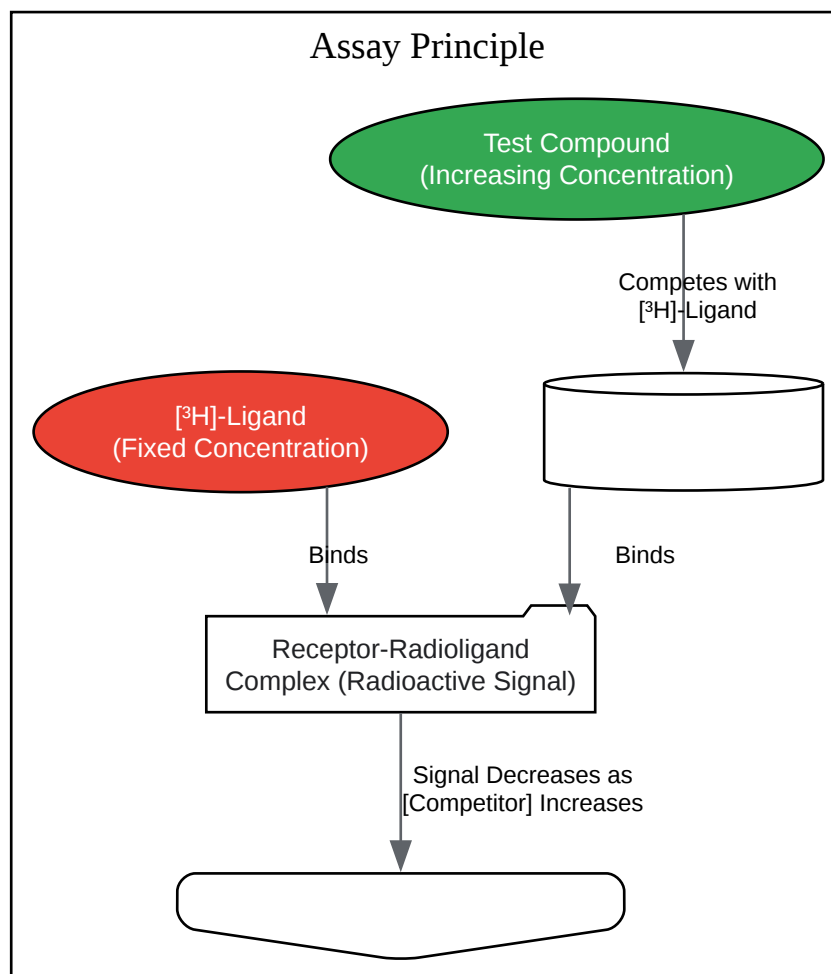 Assay Principle
Test Compound
(Increasing Concentration)
Competes with
[³H]-Ligand
[³H]-Ligand
(Fixed Concentration)
Binds
Binds
Receptor-Radioligand
Complex (Radioactive Signal)
Signal Decreases as
[Competitor] Increases